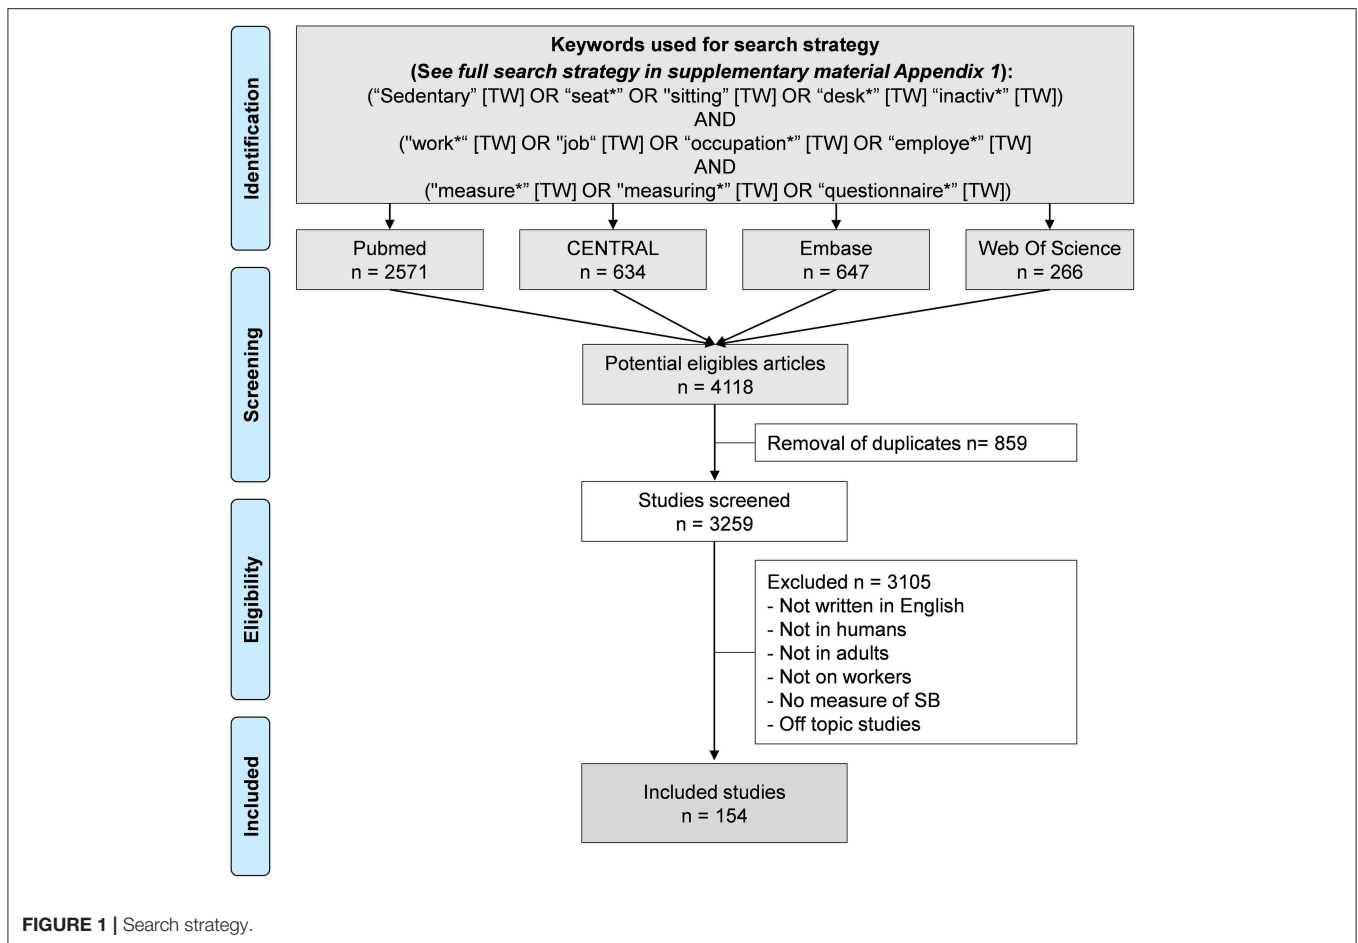 Identification
Keywords used for search strategy
(See full search strategy in supplementary material Appendix 1):
(“Sedentary” [TW] OR “seat*” OR "sitting” [TW] OR “desk*” [TW] “inactiv*” [TW])
AND
("work*“ [TW] OR "job“ [TW] OR “occupation*” [TW] OR “employe*” [TW]
AND
("measure*” [TW] OR "measuring*” [TW] OR “questionnaire*” [TW])
Pubmed
n = 2571
CENTRAL
n = 634
Embase
n = 647
Web Of Science
n = 266
Screening
Potential eligibles articles
n = 4118
Removal of duplicates n= 859
Studies screened
n = 3259
Eligibility
Excluded n = 3105
- Not written in English
- Not in humans
- Not in adults
- Not on workers
- No measure of SB
- Off topic studies
Included
Included studies
n = 154
FIGURE 1 | Search strategy.